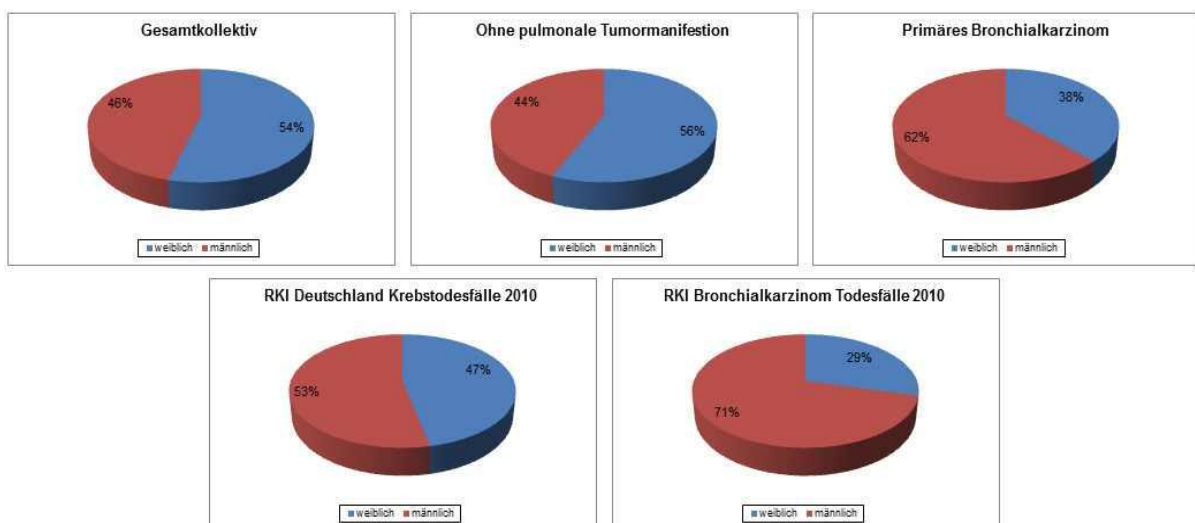 Gesamtkollektiv
46%
54%
weiblich männlich
Ohne pulmonale Tumormanifestion
44%
56%
weiblich männlich
Primäres Bronchialkarzinom
38%
62%
weiblich männlich
RKI Deutschland Krebstodesfälle 2010
47%
53%
weiblich männlich
RKI Bronchialkarzinom Todesfälle 2010
29%
71%
weiblich männlich